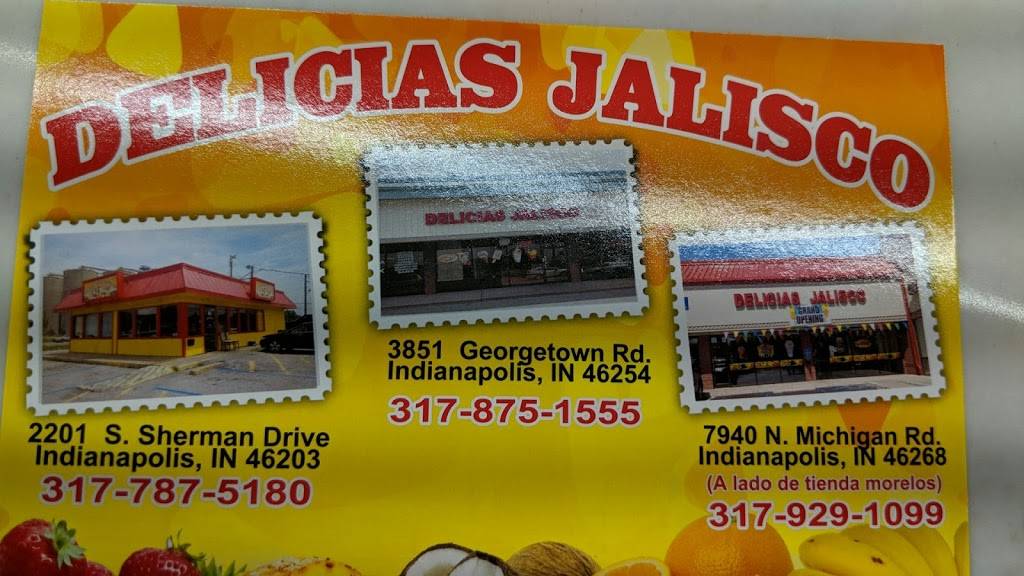 DELICIAS JALISCO
DELICIAS JALISCO
DELICIAS JALISCO
GRAND
OPENING
2201 S. Sherman Drive
Indianapolis, IN 46203
317-787-5180
3851 Georgetown Rd.
Indianapolis, IN 46254
317-875-1555
7940 N. Michigan Rd.
Indianapolis, IN 46268
(A lado de tienda morelos)
317-929-1099